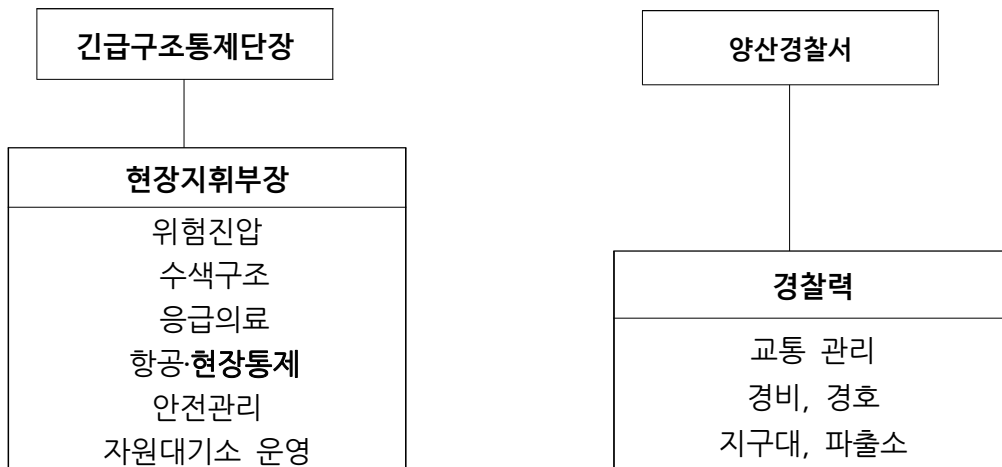 긴급구조통제단장
현장지휘부장
위험진압
수색구조
응급의료
항공·현장통제
안전관리
자원대기소 운영
양산경찰서
경찰력
교통 관리
경비, 경호
지구대, 파출소